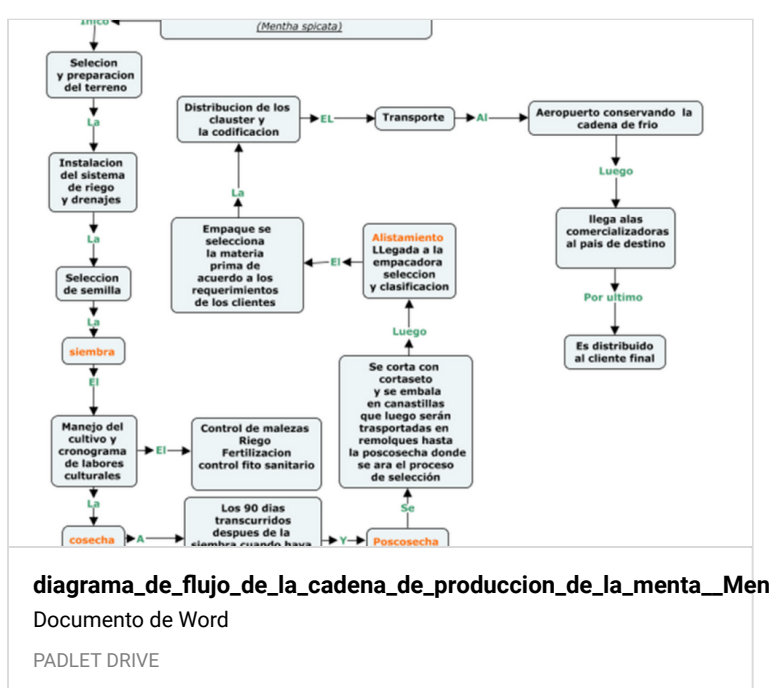 Inico
(Mentha spicata)
Selecion
y preparacion
del terreno
La
Instalacion
del sistema
de riego
y drenajes
La
Seleccion
de semilla
La
siembra
El
Manejo del
cultivo y
cronograma
de labores
culturales
El
Control de malezas
Riego
Fertilizacion
control fito sanitario
La
cosecha
A
Los 90 dias
transcurridos
despues de la
siembra cuando haya
Y
Poscosecha
Se
Se corta con
cortaseto
y se embala
en canastillas
que luego serán
trasportadas en
remolques hasta
la poscosecha donde
se ara el proceso
de selección
Luego
Alistamiento
LLegada a la
empacadora
seleccion
y clasificacion
El
Empaque se
selecciona
la materia
prima de
acuerdo a los
requerimientos
de los clientes
La
Distribucion de los
clauster y
la codificacion
EL
Transporte
Al
Aeropuerto conservando la
cadena de frio
Luego
llega alas
comercializadoras
al pais de destino
Por ultimo
Es distribuido
al cliente final
diagrama_de_flujo_de_la_cadena_de_produccion_de_la_menta__Men
Documento de Word
PADLET DRIVE